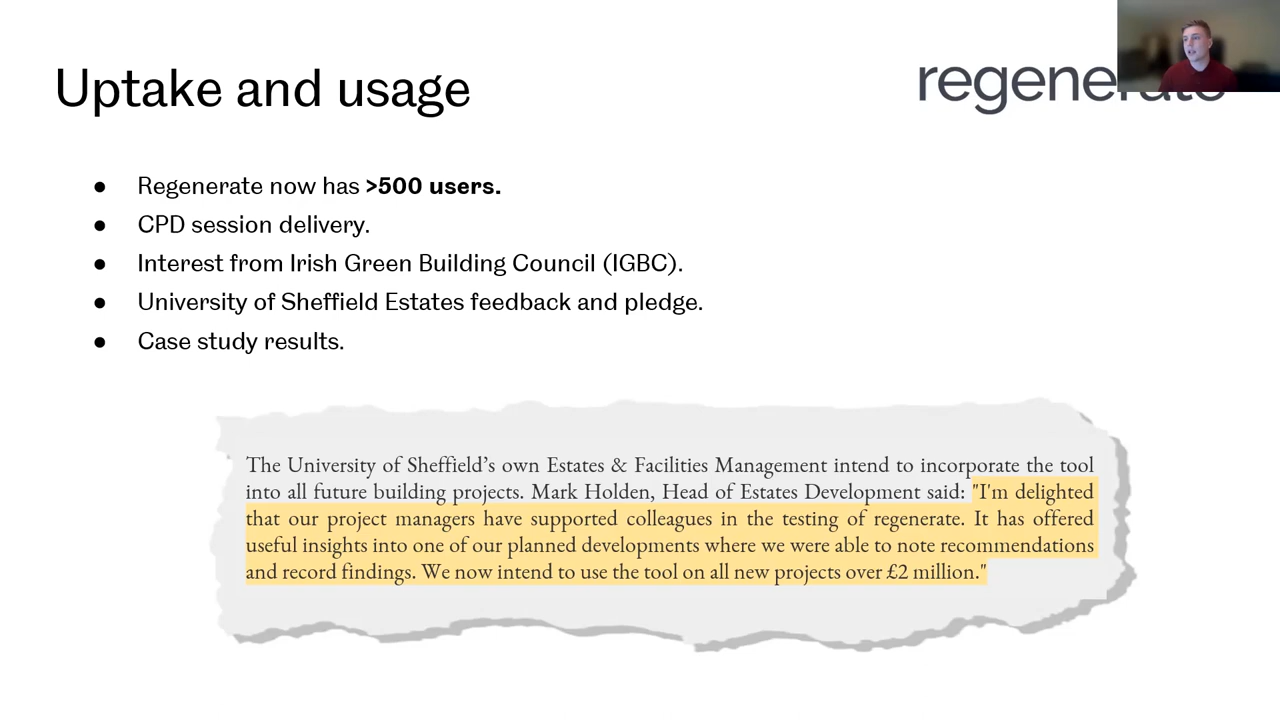 Uptake and usage
regenerate
● Regenerate now has >500 users.
● CPD session delivery.
● Interest from Irish Green Building Council (IGBC).
● University of Sheffield Estates feedback and pledge.
● Case study results.
The University of Sheffield’s own Estates & Facilities Management intend to incorporate the tool
into all future building projects. Mark Holden, Head of Estates Development said: "I'm delighted
that our project managers have supported colleagues in the testing of regenerate. It has offered
useful insights into one of our planned developments where we were able to note recommendations
and record findings. We now intend to use the tool on all new projects over £2 million."